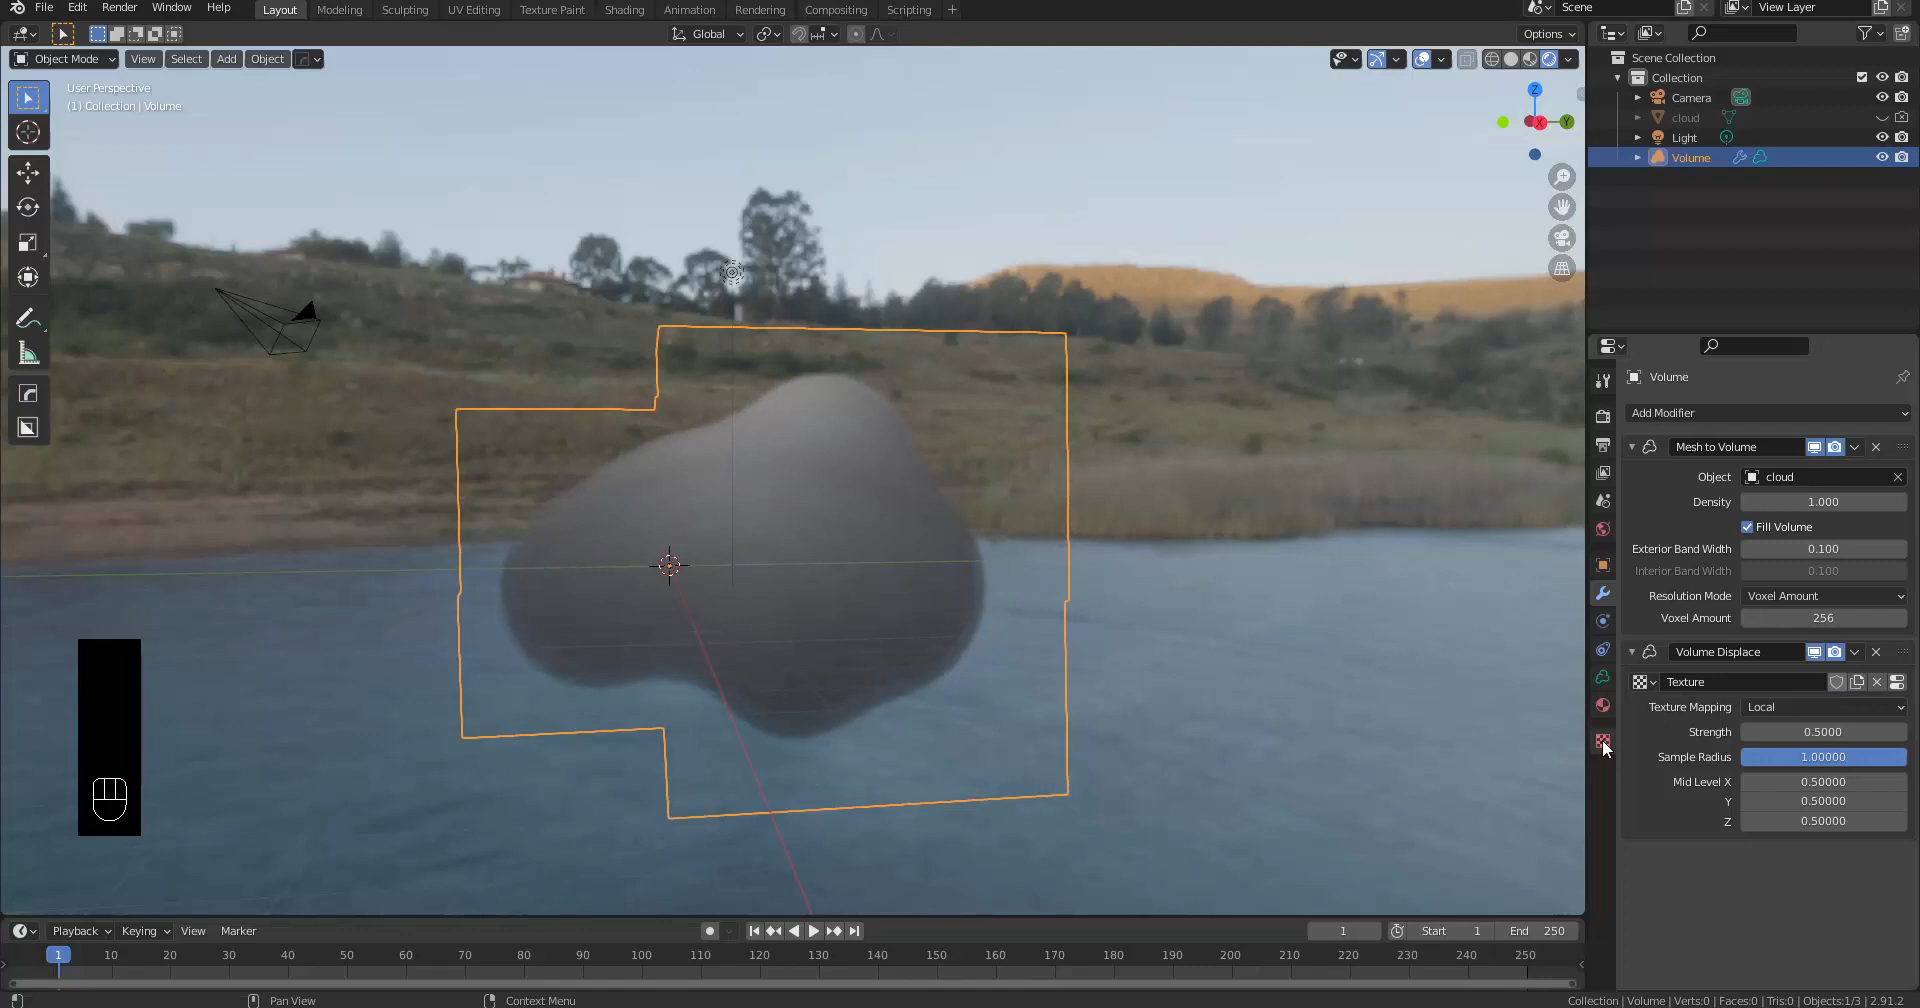 File Edit Render Window Help Layout Modeling Sculpting UV Editing Texture Paint Shading Animation Rendering Compositing Scripting + Scene View Layer
Global Options
Object Mode View Select Add Object
User Perspective
(1) Collection | Volume
Z
X
Y
Scene Collection
Collection
Camera
cloud
Light
Volume
Volume
Add Modifier
Mesh to Volume
Object cloud
Density 1.000
Fill Volume
Exterior Band Width 0.100
Interior Band Width 0.100
Resolution Mode Voxel Amount
Voxel Amount 256
Volume Displace
Texture
Texture Mapping Local
Strength 0.5000
Sample Radius 1.00000
Mid Level X 0.50000
Y 0.50000
Z 0.50000
Playback Keying View Marker 1 Start 1 End 250
1 10 20 30 40 50 60 70 80 90 100 110 120 130 140 150 160 170 180 190 200 210 220 230 240 250
Pan View Context Menu Collection | Volume | Verts:0 | Faces:0 | Tris:0 | Objects:1/3 | 2.91.2